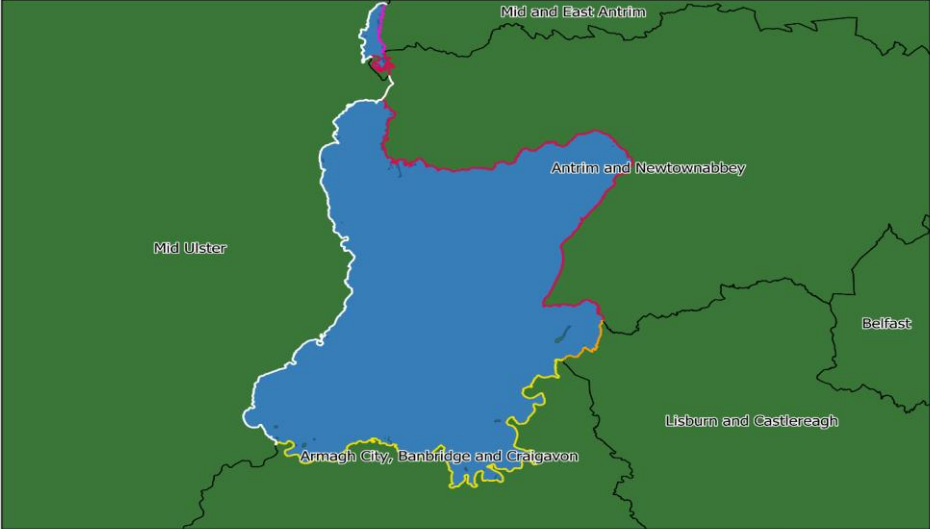 Mid and East Antrim
Antrim and Newtownabbey
Mid Ulster
Belfast
Lisburn and Castlereagh
Armagh City, Banbridge and Craigavon